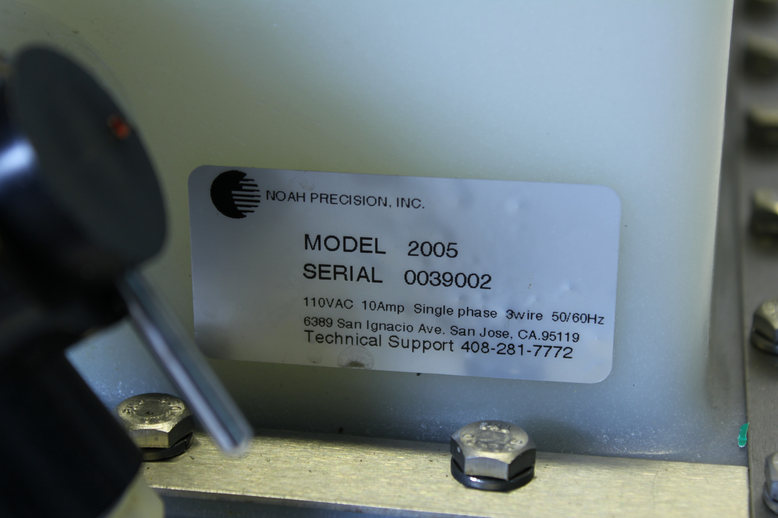 NOAH PRECISION, INC.
MODEL 2005
SERIAL 0039002
110VAC 10Amp Single phase 3wire 50/60Hz
6389 San Ignacio Ave. San Jose, CA.95119
Technical Support 408-281-7772